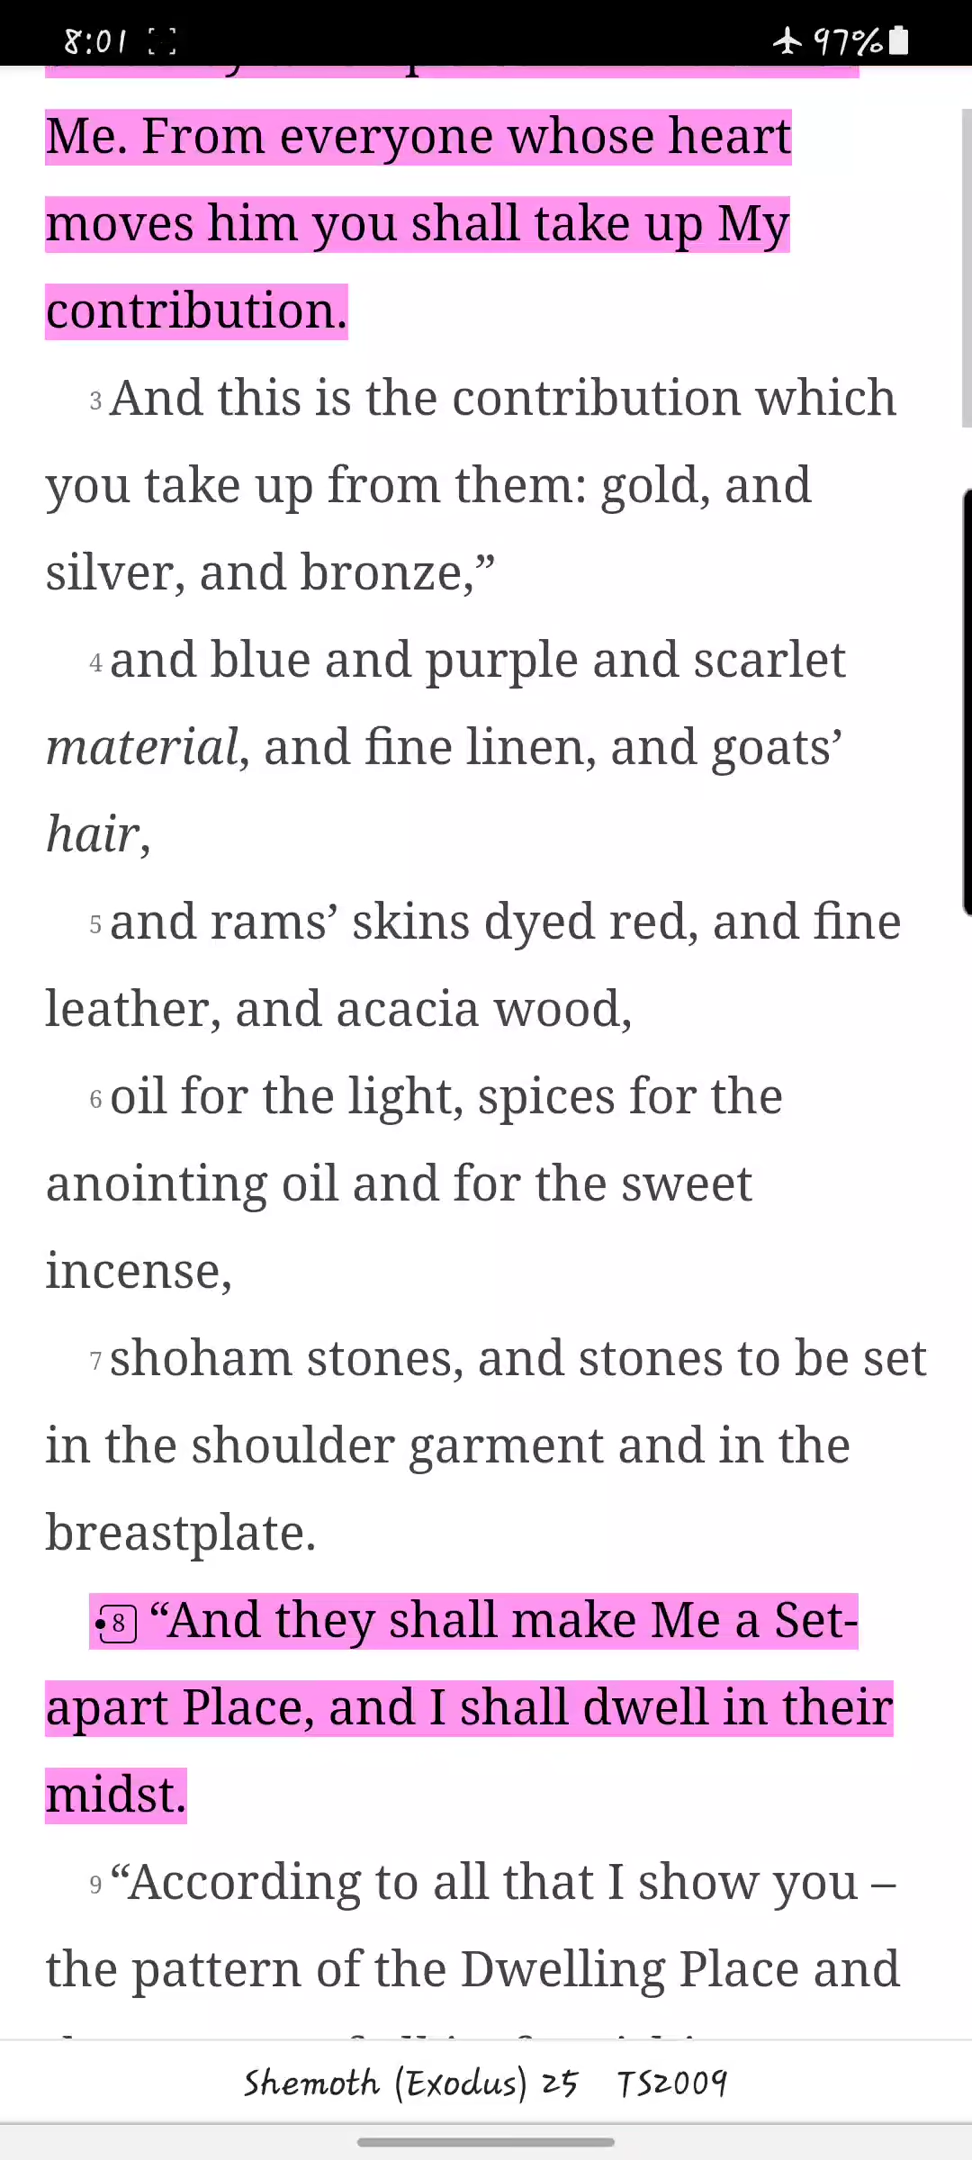 8:01 97%
Me. From everyone whose heart
moves him you shall take up My
contribution.
3 And this is the contribution which
you take up from them: gold, and
silver, and bronze,”
4 and blue and purple and scarlet
material, and fine linen, and goats’
hair,
5 and rams’ skins dyed red, and fine
leather, and acacia wood,
6 oil for the light, spices for the
anointing oil and for the sweet
incense,
7 shoham stones, and stones to be set
in the shoulder garment and in the
breastplate.
8 “And they shall make Me a Set-
apart Place, and I shall dwell in their
midst.
9 “According to all that I show you –
the pattern of the Dwelling Place and
Shemoth (Exodus) 25 TS2009